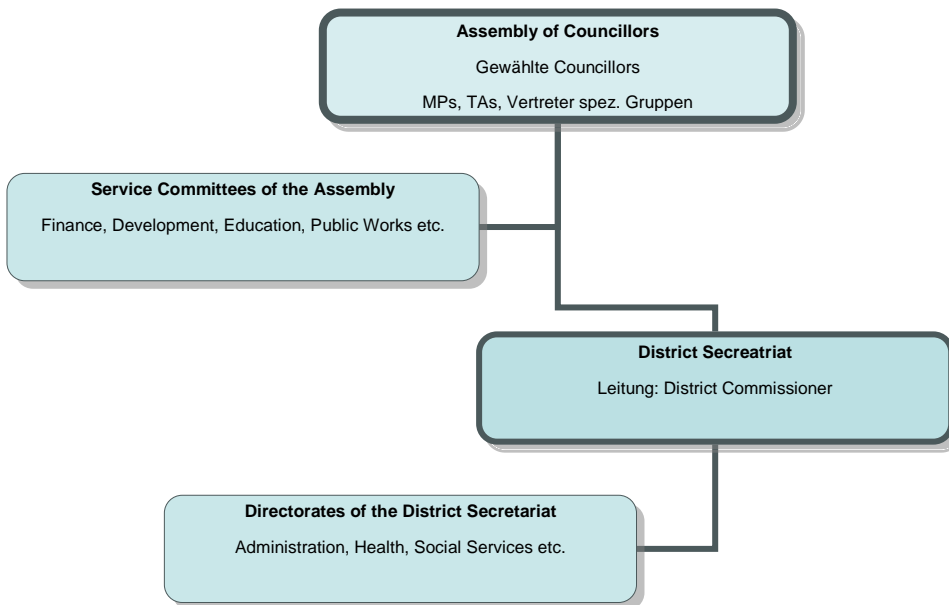 Assembly of Councillors
Gewählte Councillors
MPs, TAs, Vertreter spez. Gruppen
Service Committees of the Assembly
Finance, Development, Education, Public Works etc.
District Secreatriat
Leitung: District Commissioner
Directorates of the District Secretariat
Administration, Health, Social Services etc.